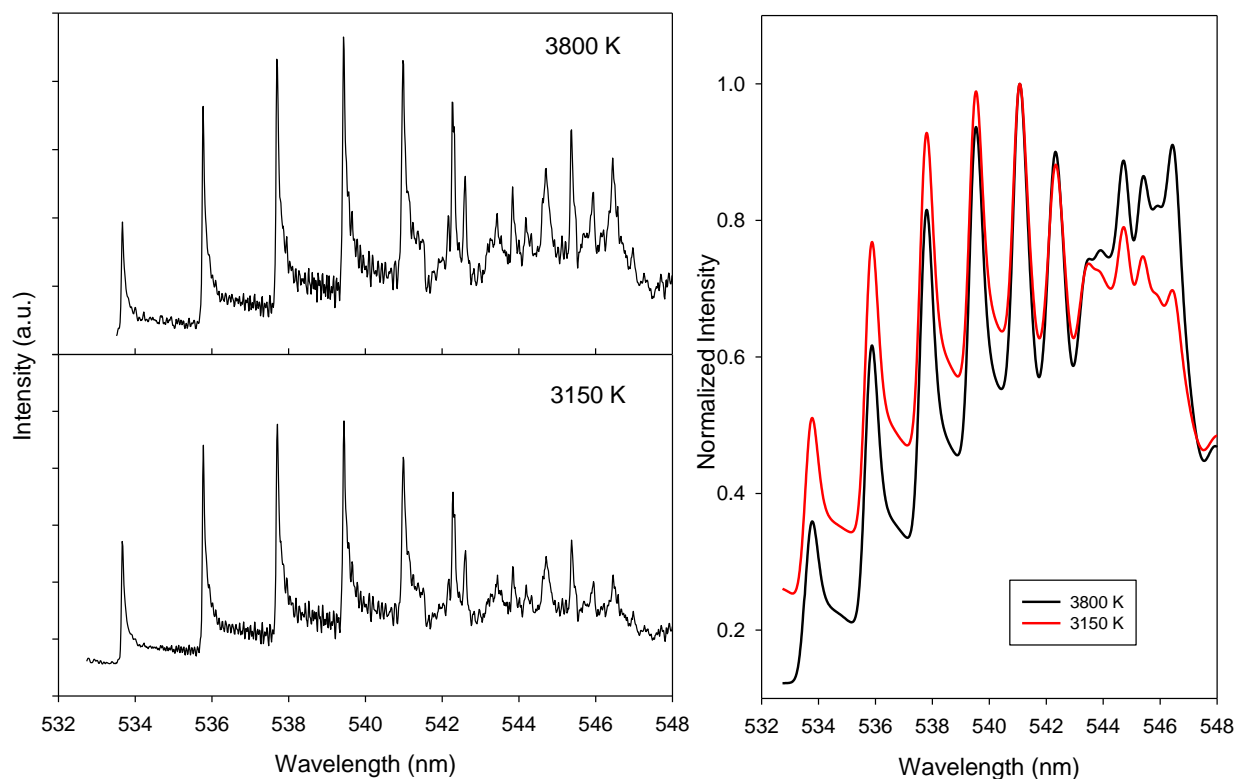 3800 K
3150 K
Intensity (a.u.)
532 534 536 538 540 542 544 546 548
Wavelength (nm)
1.0
0.8
0.6
0.4
0.2
Normalized Intensity
3800 K
3150 K
532 534 536 538 540 542 544 546 548
Wavelength (nm)